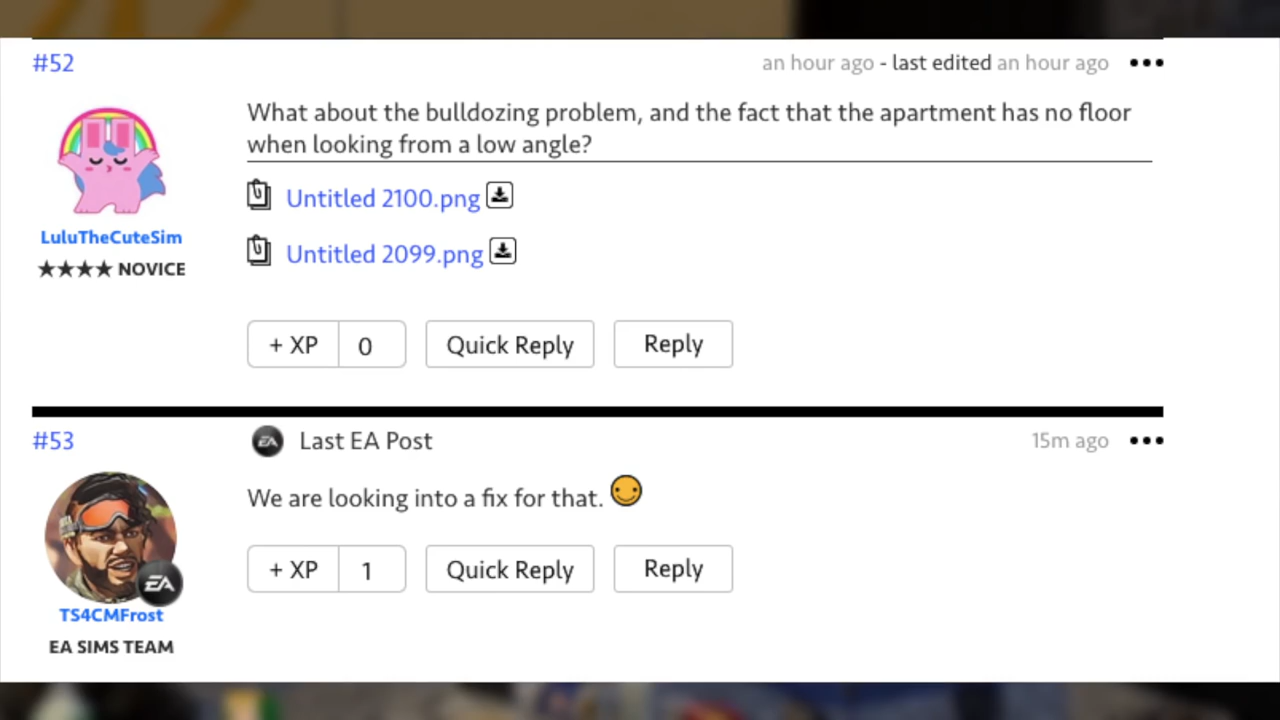 #52
an hour ago - last edited an hour ago
What about the bulldozing problem, and the fact that the apartment has no floor
when looking from a low angle?
Untitled 2100.png
Untitled 2099.png
LuluTheCuteSim
★★★★ NOVICE
+ XP 0 Quick Reply Reply
#53
EA Last EA Post
15m ago
We are looking into a fix for that.
+ XP 1 Quick Reply Reply
EA
TS4CMFrost
EA SIMS TEAM